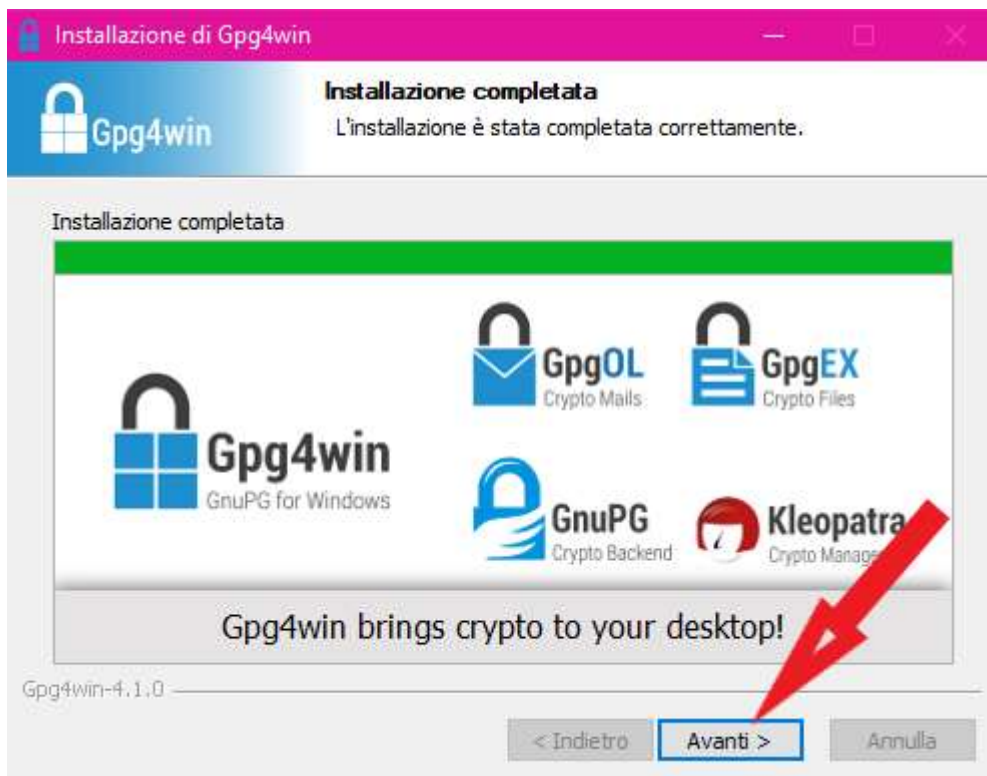 Installazione di Gpg4win
Gpg4win
Installazione completata
L'installazione è stata completata correttamente.
Installazione completata
Gpg4win
GnuPG for Windows
GpgOL
Crypto Mails
GpgEX
Crypto Files
GnuPG
Crypto Backend
Kleopatra
Crypto
Gpg4win brings crypto to your desktop!
Gpg4win-4.1.0
< Indietro
Avanti >
Annulla